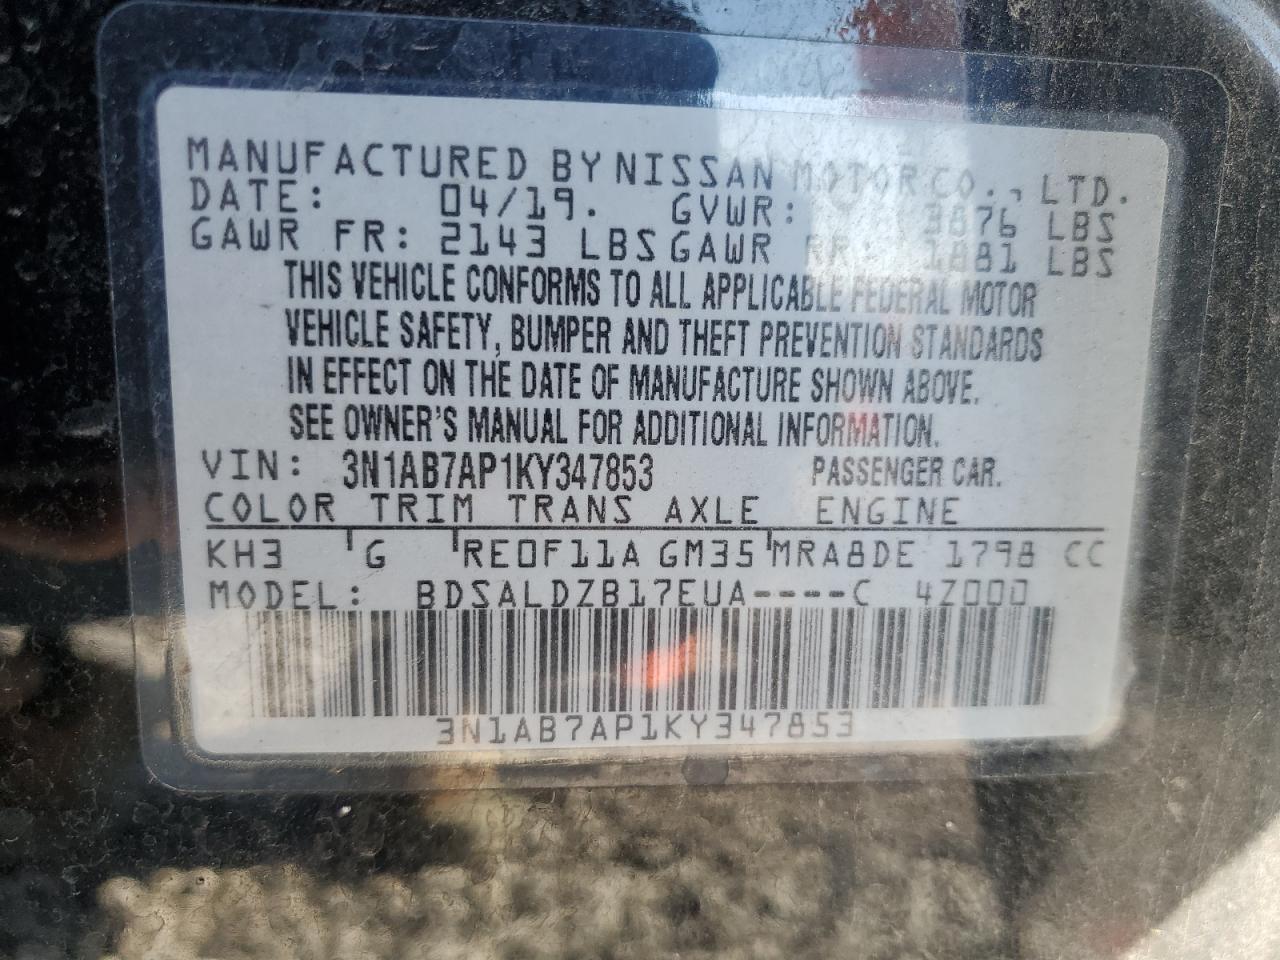 MANUFACTURED BY NISSAN MOTOR CO., LTD.
DATE: 04/19. GVWR: 3876 LBS
GAWR FR: 2143 LBS GAWR RR: 1881 LBS
THIS VEHICLE CONFORMS TO ALL APPLICABLE FEDERAL MOTOR
VEHICLE SAFETY, BUMPER AND THEFT PREVENTION STANDARDS
IN EFFECT ON THE DATE OF MANUFACTURE SHOWN ABOVE.
SEE OWNER'S MANUAL FOR ADDITIONAL INFORMATION.
VIN: 3N1AB7AP1KY347853 PASSENGER CAR.
COLOR TRIM TRANS AXLE ENGINE
KH3 G RE0F11A GM35 MRA8DE 1798 CC
MODEL: BDSALDZB17EUA----C 4Z000
3N1AB7AP1KY347853